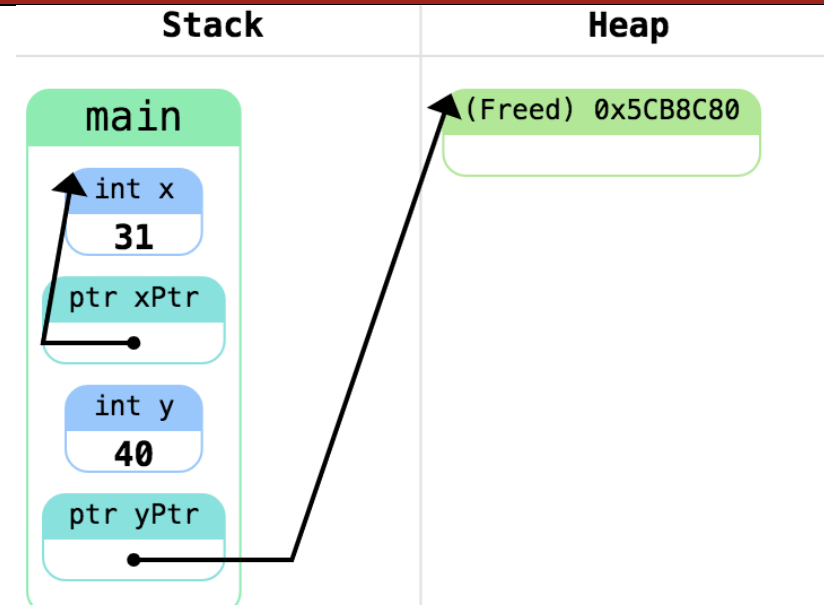 Stack
Heap
main
(Freed) 0x5CB8C80
int x
31
ptr xPtr
int y
40
ptr yPtr